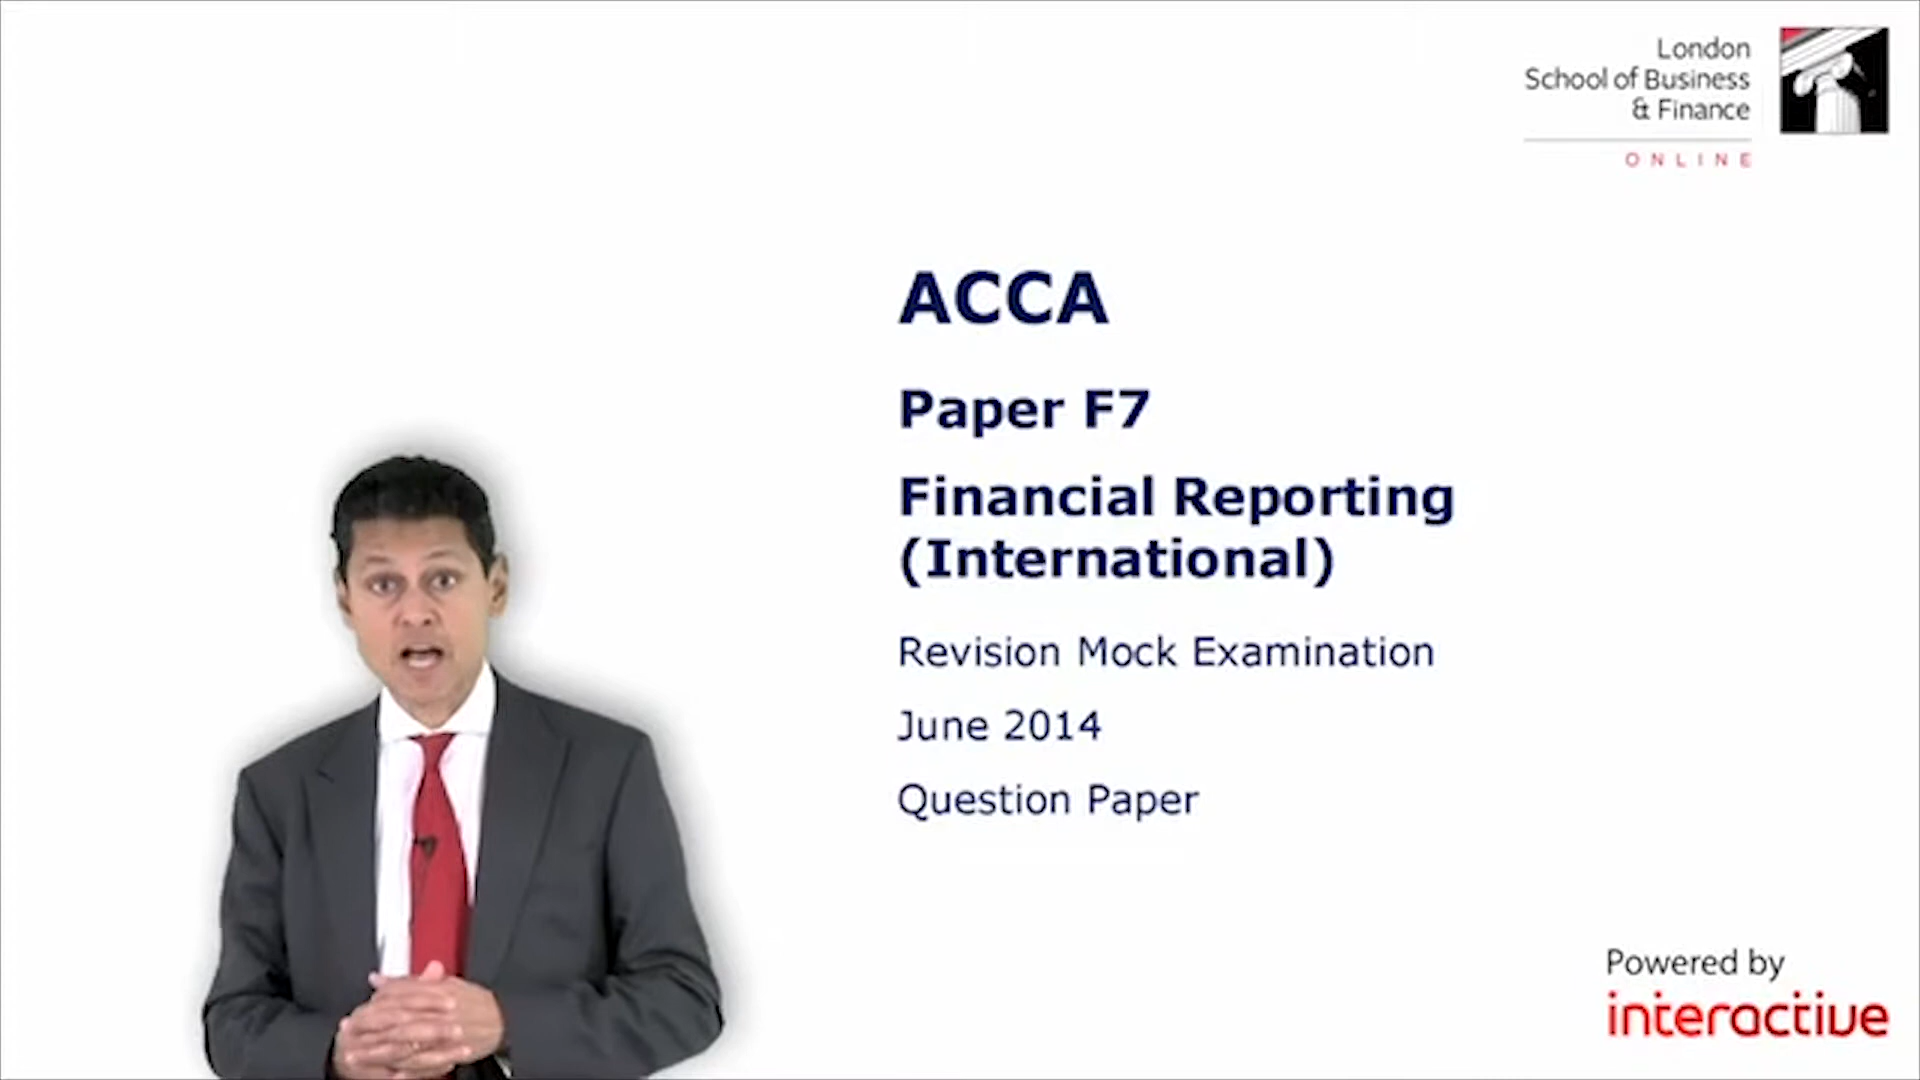 London
School of Business
& Finance
ONLINE
ACCA
Paper F7
Financial Reporting
(International)
Revision Mock Examination
June 2014
Question Paper
Powered by
interactive